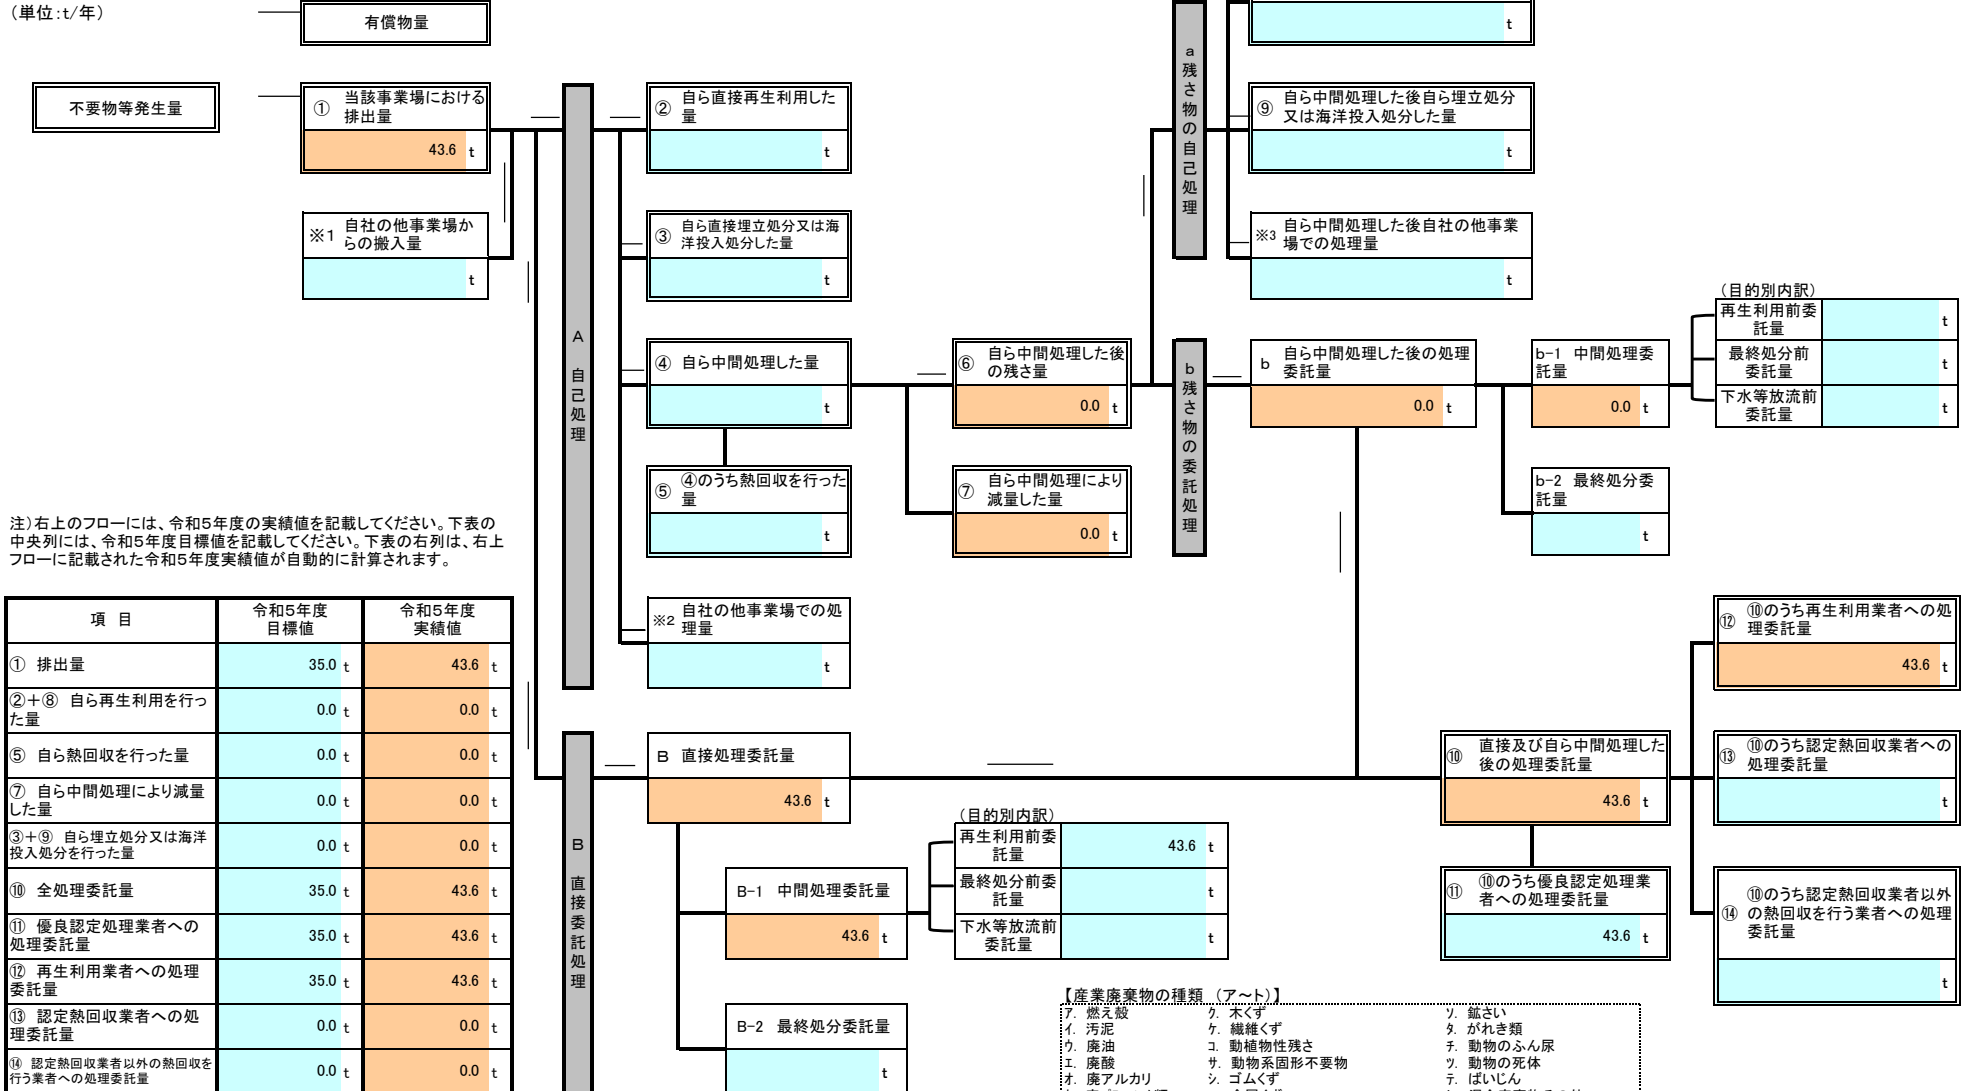 （単位:t/年）
有償物量
t
不要物等発生量
① 当該事業場における
排出量
43.6 t
※1 自社の他事業場か
らの搬入量
t
A 自己処理
② 自ら直接再生利用した
量
t
③ 自ら直接埋立処分又は海
洋投入処分した量
t
④ 自ら中間処理した量
t
⑤ ④のうち熱回収を行った
量
t
※2 自社の他事業場での処
理量
t
⑥ 自ら中間処理した後
の残さ量
0.0 t
⑦ 自ら中間処理により
減量した量
0.0 t
a 残さ物の自己処理
⑨ 自ら中間処理した後自ら埋立処分
又は海洋投入処分した量
t
※3 自ら中間処理した後自社の他事業
場での処理量
t
b 残さ物の委託処理
b 自ら中間処理した後の処理
委託量
0.0 t
b-1 中間処理委
託量
0.0 t
b-2 最終処分委
託量
t
（目的別内訳）
再生利用前委
託量
t
最終処分前
委託量
t
下水等放流前
委託量
t
注）右上のフローには、令和５年度の実績値を記載してください。下表の
中央列には、令和５年度目標値を記載してください。下表の右列は、右上
フローに記載された令和５年度実績値が自動的に計算されます。
項 目
令和５年度
目標値
令和５年度
実績値
① 排出量 35.0 t 43.6 t
②＋⑧ 自ら再生利用を行っ
た量 0.0 t 0.0 t
⑤ 自ら熱回収を行った量 0.0 t 0.0 t
⑦ 自ら中間処理により減量
した量 0.0 t 0.0 t
③＋⑨ 自ら埋立処分又は海洋
投入処分を行った量 0.0 t 0.0 t
⑩ 全処理委託量 35.0 t 43.6 t
⑪ 優良認定処理業者への
処理委託量 35.0 t 43.6 t
⑫ 再生利用業者への処理
委託量 35.0 t 43.6 t
⑬ 認定熱回収業者への処
理委託量 0.0 t 0.0 t
⑭ 認定熱回収業者以外の熱回収を
行う業者への処理委託量 0.0 t 0.0 t
B 直接委託処理
B 直接処理委託量
43.6 t
B-1 中間処理委託量
43.6 t
B-2 最終処分委託量
t
（目的別内訳）
再生利用前委
託量
43.6 t
最終処分前委
託量
t
下水等放流前
委託量
t
⑩ 直接及び自ら中間処理した
後の処理委託量
43.6 t
⑪ ⑩のうち優良認定処理業
者への処理委託量
43.6 t
⑫ ⑩のうち再生利用業者への処
理委託量
43.6 t
⑬ ⑩のうち認定熱回収業者への
処理委託量
t
⑭ ⑩のうち認定熱回収業者以外
の熱回収を行う業者への処理
委託量
t
【産業廃棄物の種類 （ア～ト）】
ア. 燃え殻 ク. 木くず ソ. 鉱さい
イ. 汚泥 ケ. 繊維くず タ. がれき類
ウ. 廃油 コ. 動植物性残さ チ. 動物のふん尿
エ. 廃酸 サ. 動物系固形不要物 ツ. 動物の死体
オ. 廃アルカリ シ. ゴムくず テ. ばいじん